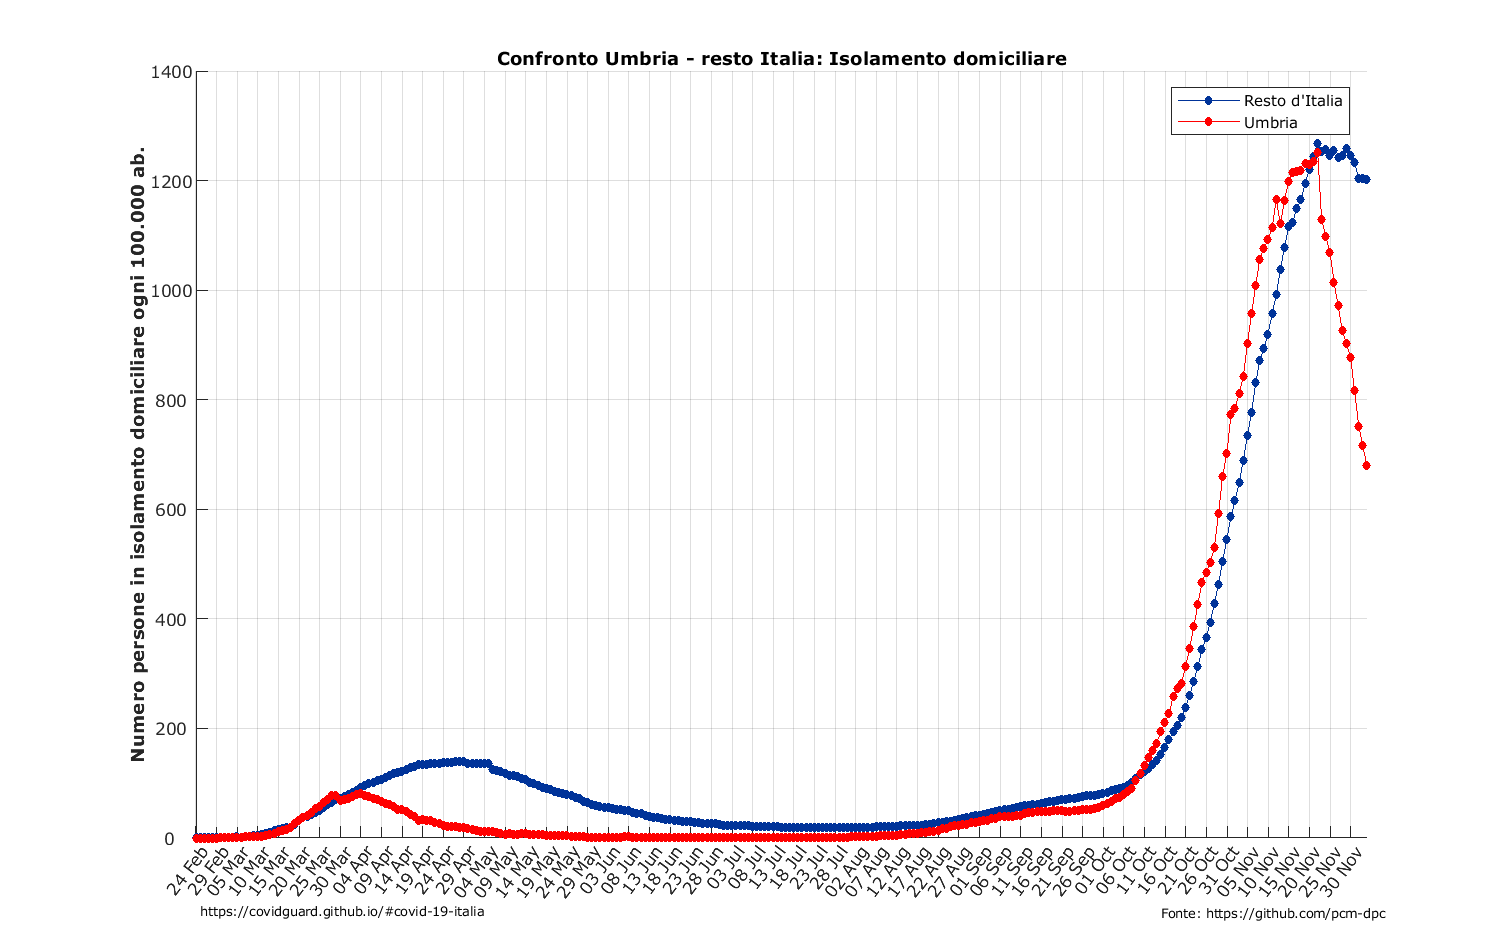 Confronto Umbria - resto Italia: Isolamento domiciliare
Numero persone in isolamento domiciliare ogni 100.000 ab.
1400
1200
1000
800
600
400
200
0
Resto d'Italia
Umbria
24 Feb
29 Feb
05 Mar
10 Mar
15 Mar
20 Mar
25 Mar
30 Mar
04 Apr
09 Apr
14 Apr
19 Apr
24 Apr
29 Apr
04 May
09 May
14 May
19 May
24 May
29 May
03 Jun
08 Jun
13 Jun
18 Jun
23 Jun
28 Jun
03 Jul
08 Jul
13 Jul
18 Jul
23 Jul
28 Jul
02 Aug
07 Aug
12 Aug
17 Aug
22 Aug
27 Aug
01 Sep
06 Sep
11 Sep
16 Sep
21 Sep
26 Sep
01 Oct
06 Oct
11 Oct
16 Oct
21 Oct
26 Oct
31 Oct
05 Nov
10 Nov
15 Nov
20 Nov
25 Nov
30 Nov
https://covidguard.github.io/#covid-19-italia
Fonte: https://github.com/pcm-dpc